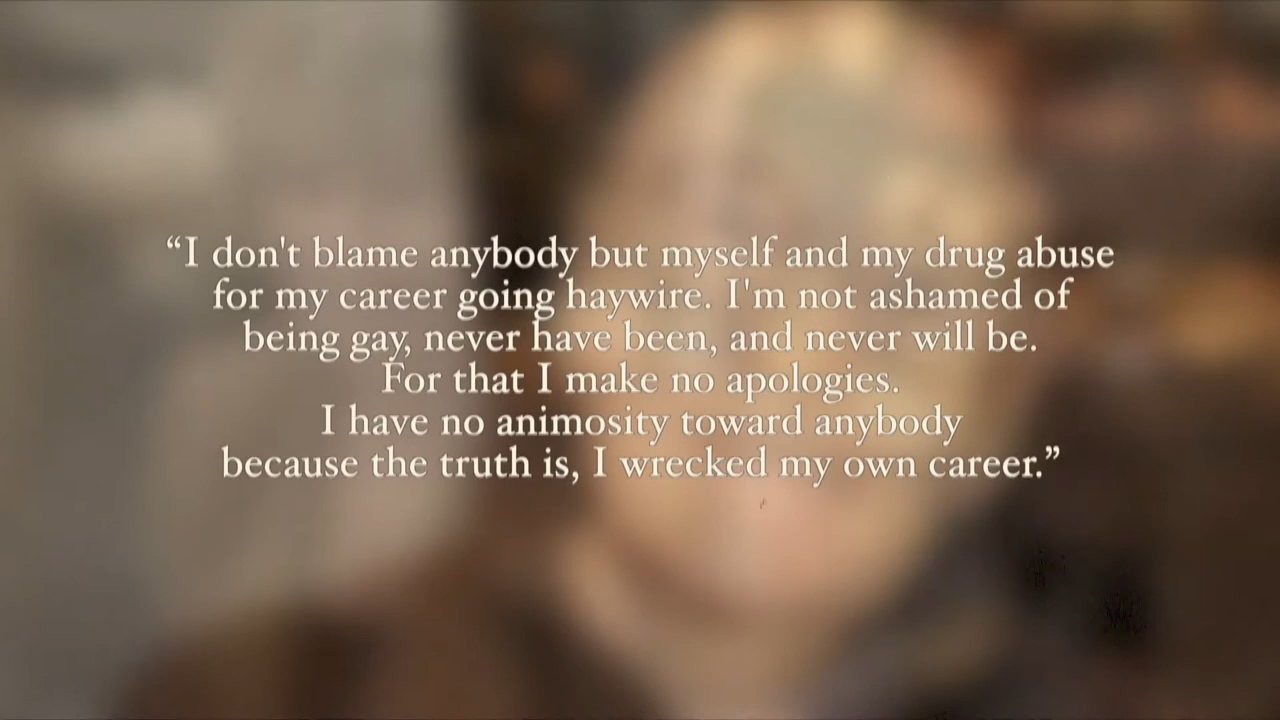 “I don't blame anybody but myself and my drug abuse
for my career going haywire. I'm not ashamed of
being gay, never have been, and never will be.
For that I make no apologies.
I have no animosity toward anybody
because the truth is, I wrecked my own career.”